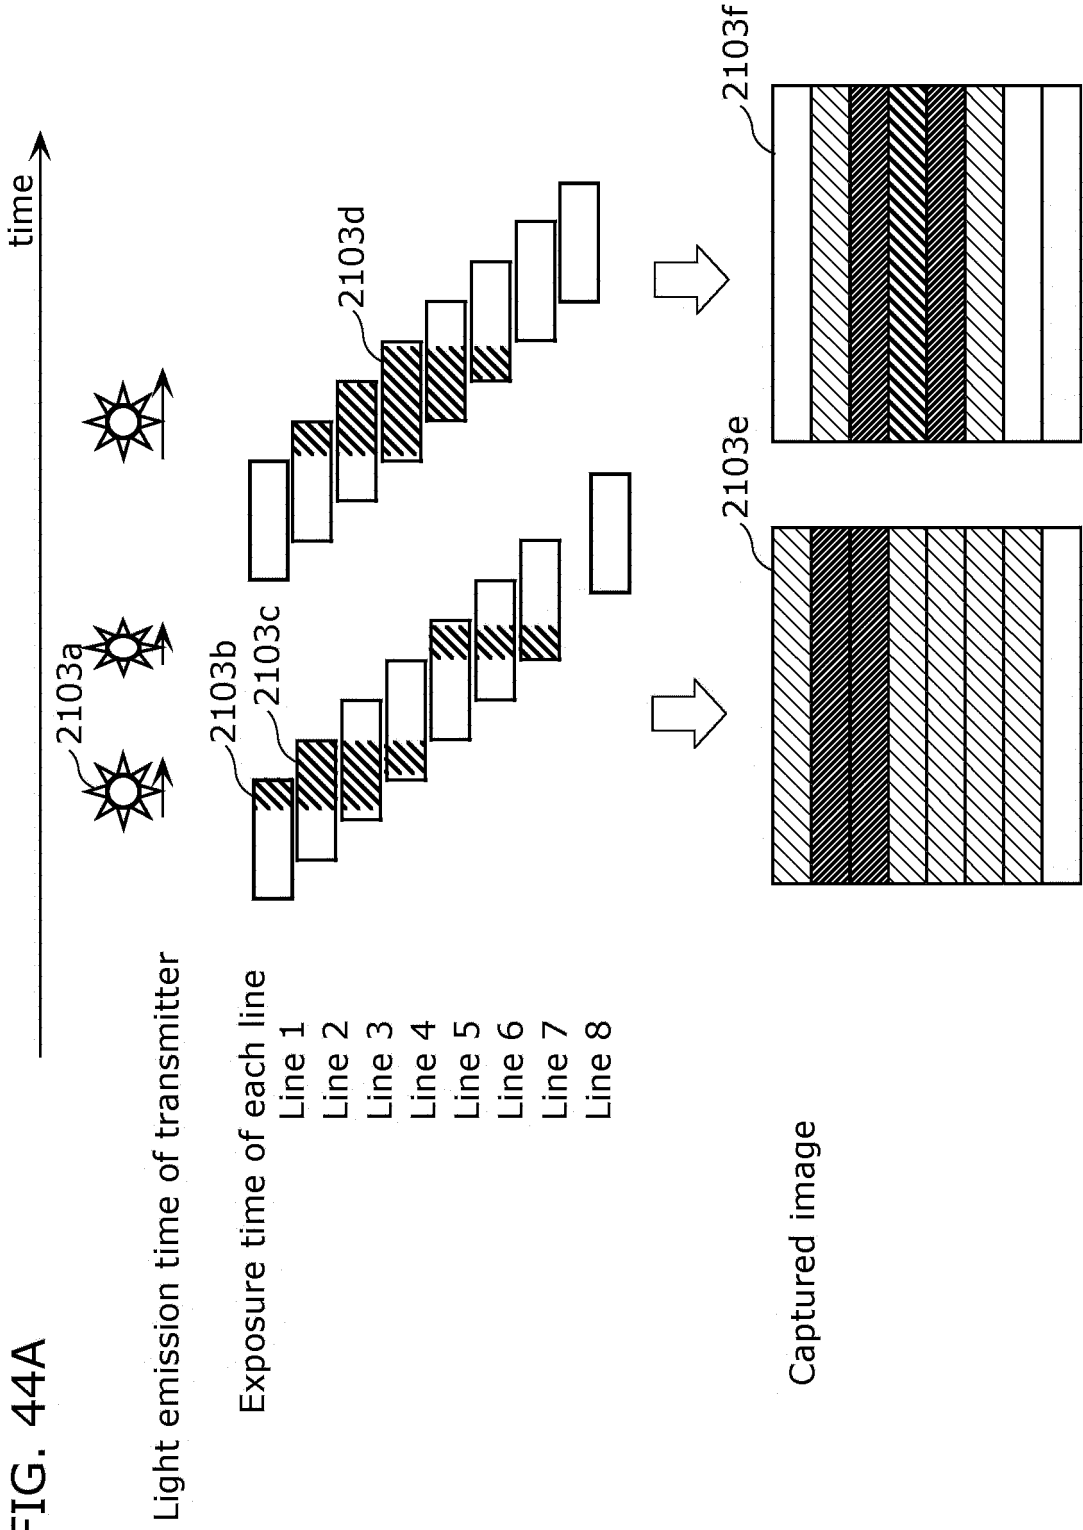 FIG. 44A
time
Light emission time of transmitter
2103a
Exposure time of each line
2103b
2103c
2103d
Line 1
Line 2
Line 3
Line 4
Line 5
Line 6
Line 7
Line 8
Captured image
2103e
2103f